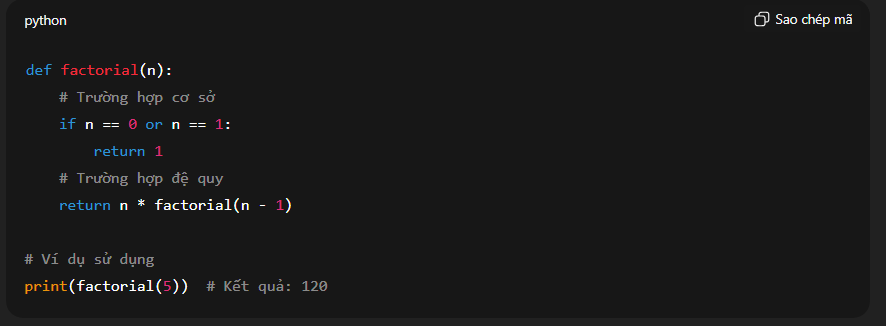 python
Sao chép mã
def factorial(n):
    # Trường hợp cơ sở
    if n == 0 or n == 1:
        return 1
    # Trường hợp đệ quy
    return n * factorial(n - 1)
# Ví dụ sử dụng
print(factorial(5))  # Kết quả: 120